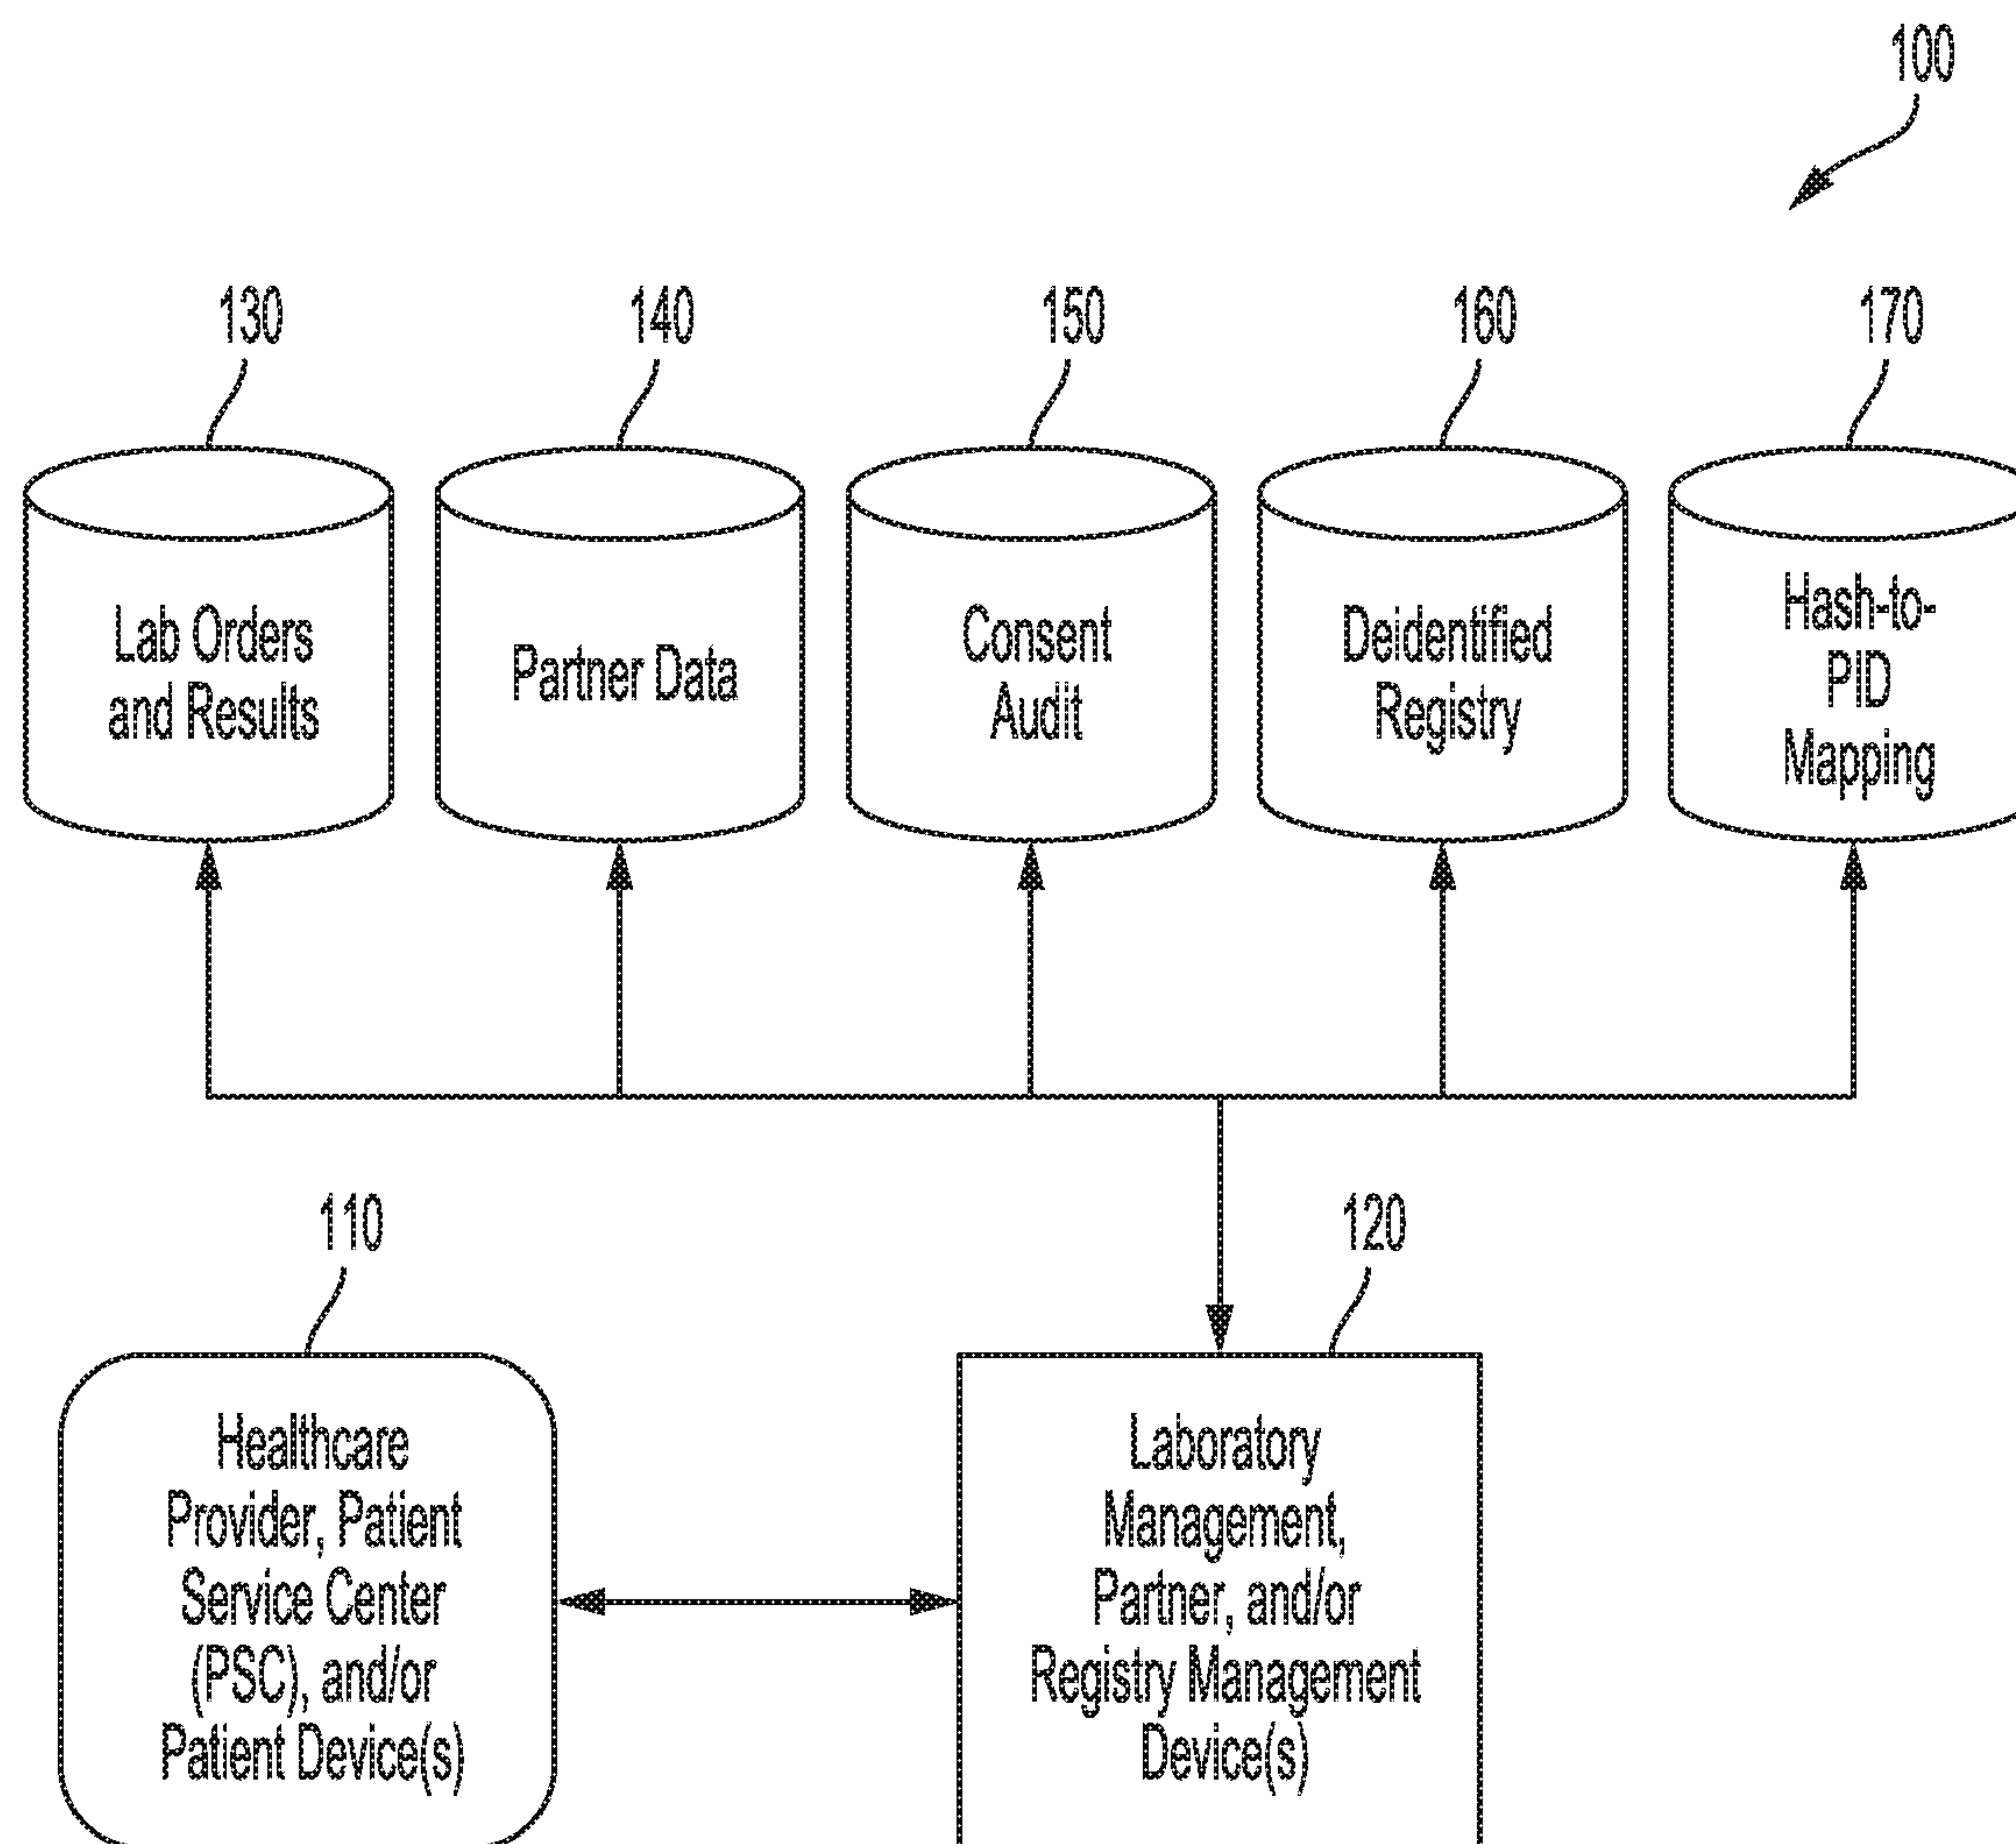 100
130
140
150
160
170
Lab Orders
and Results
Partner Data
Consent
Audit
Deidentified
Registry
Hash-to-
PID
Mapping
110
120
Healthcare
Provider, Patient
Service Center
(PSC), and/or
Patient Device(s)
Laboratory
Management,
Partner, and/or
Registry Management
Device(s)